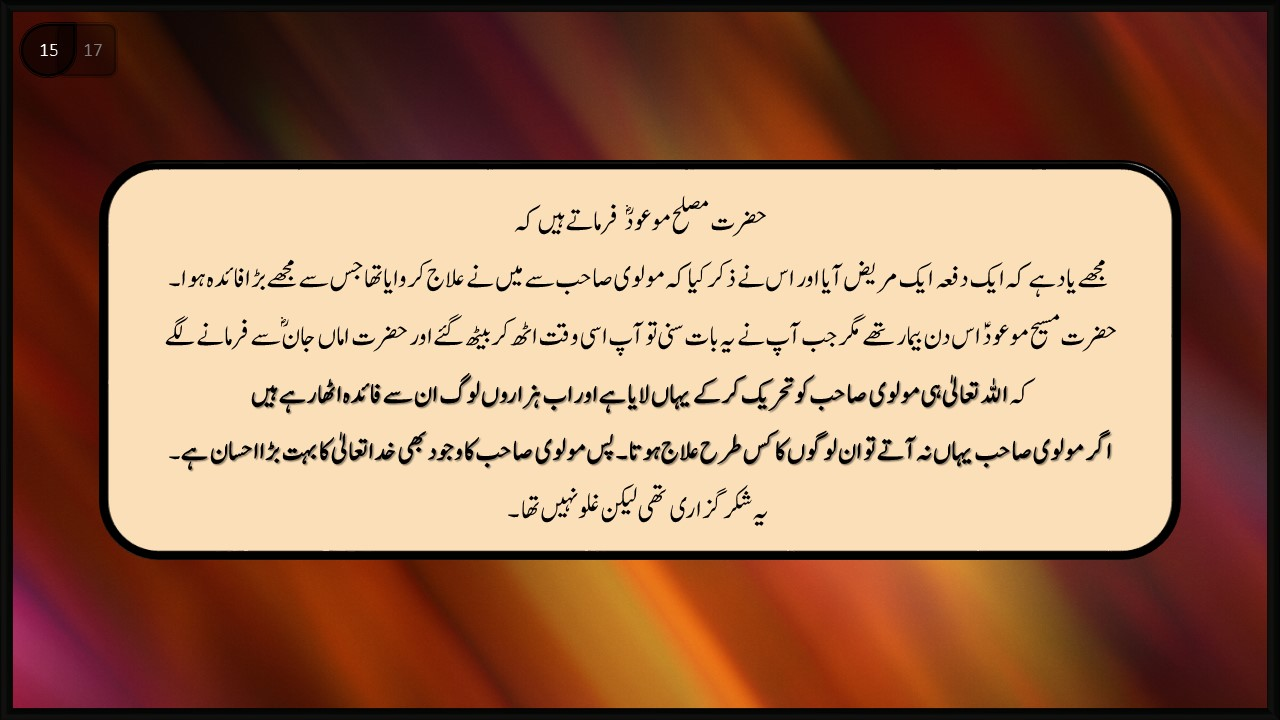 15 17
حضرت مصلح موعودؓ فرماتے ہیں کہ
مجھے یاد ہے کہ ایک دفعہ ایک مریض آیا اور اس نے ذکر کیا کہ مولوی صاحب سے میں نے علاج کروایا تھا جس سے مجھے بڑا فائدہ ہوا۔
حضرت مسیح موعودؑ اس دن بیمار تھے مگر جب آپ نے یہ بات سنی تو آپ اسی وقت اٹھ کر بیٹھ گئے اور حضرت اماں جانؓ سے فرمانے لگے
کہ اللہ تعالیٰ ہی مولوی صاحب کو تحریک کر کے یہاں لایا ہے اور اب ہزاروں لوگ ان سے فائدہ اٹھا رہے ہیں
اگر مولوی صاحب یہاں نہ آتے تو ان لوگوں کا کس طرح علاج ہوتا۔ پس مولوی صاحب کا وجود بھی خدا تعالیٰ کا بہت بڑا احسان ہے۔
یہ شکر گزاری تھی لیکن غلو نہیں تھا۔